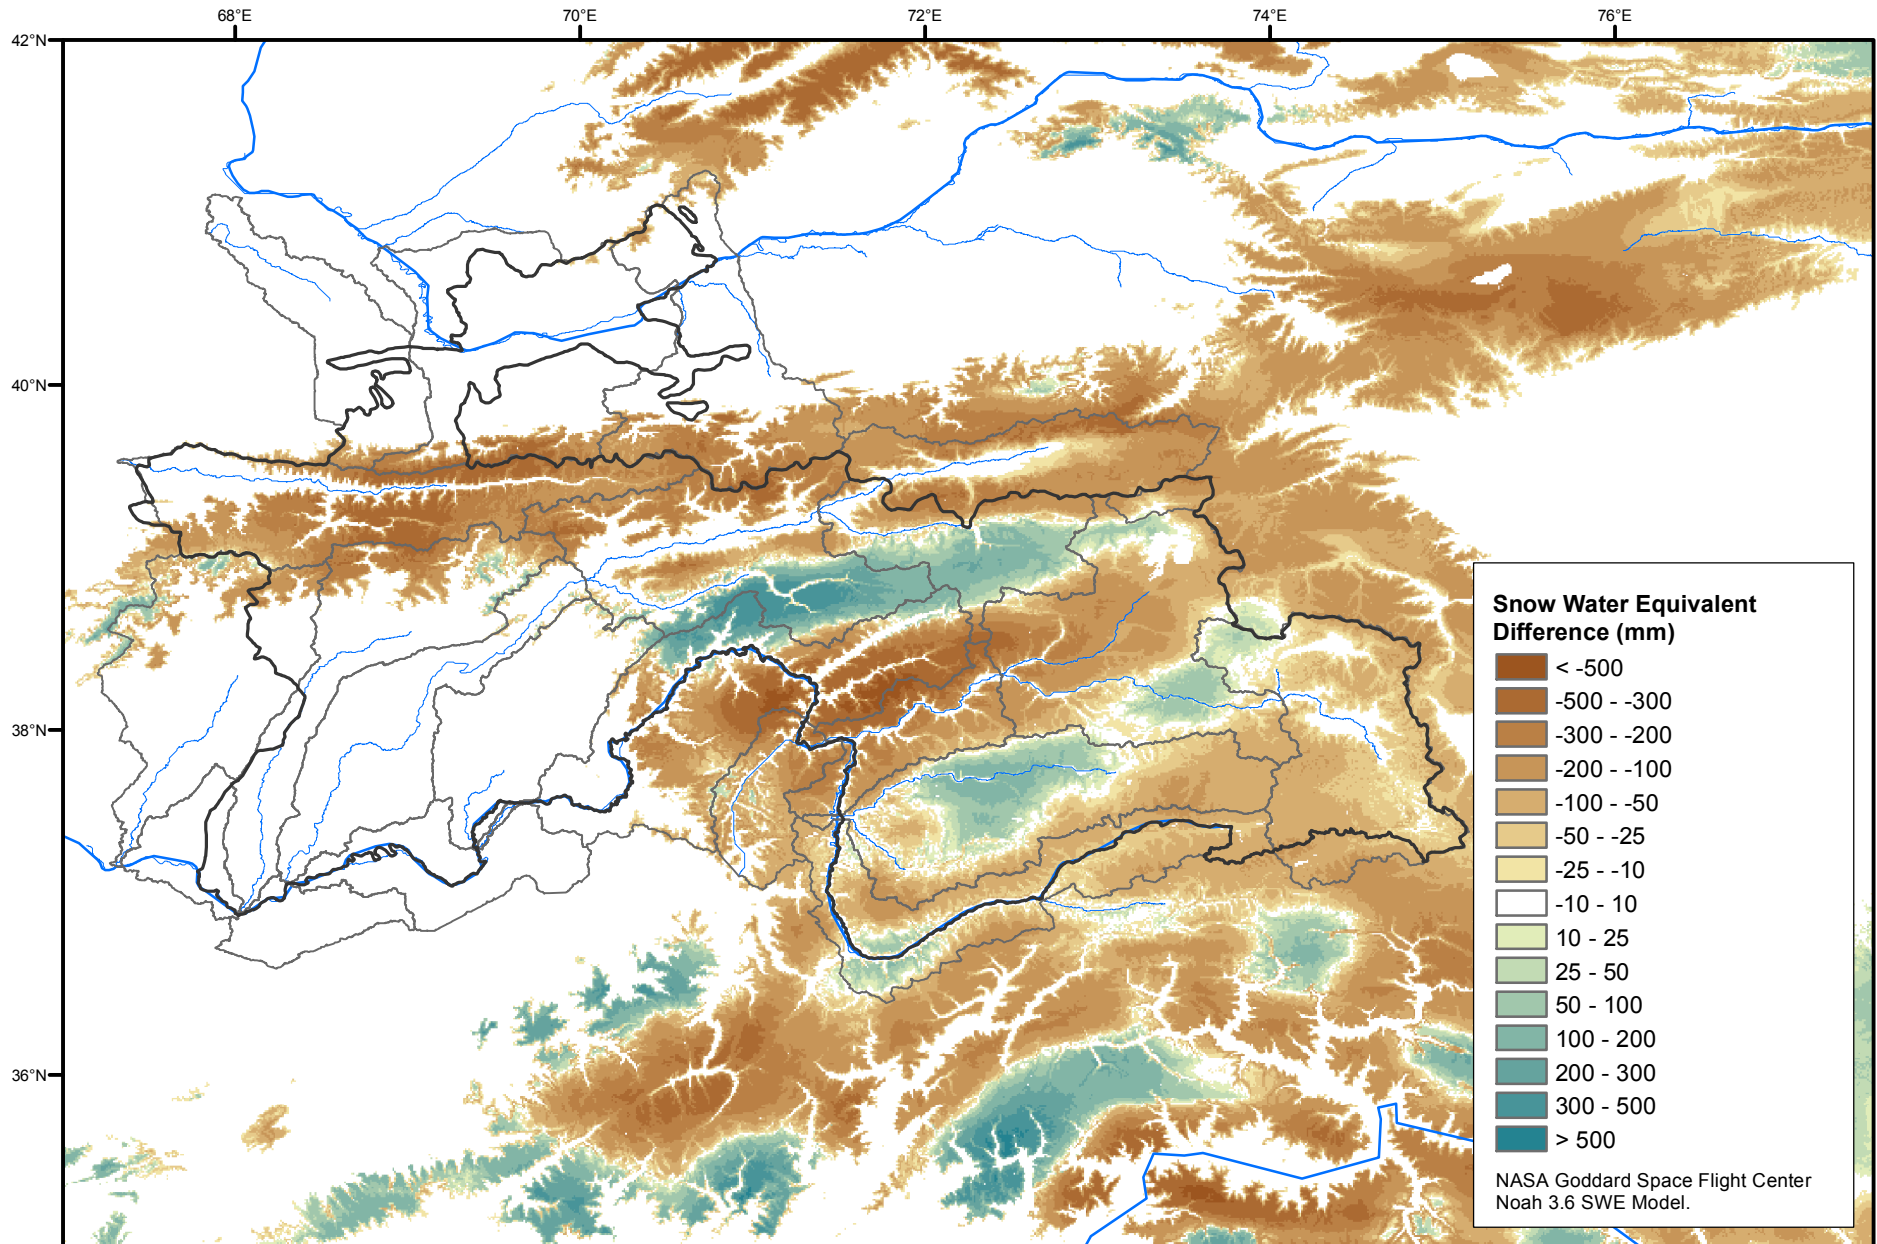 68°E
70°E
72°E
74°E
76°E
42°N
40°N
38°N
36°N
Snow Water Equivalent
Difference (mm)
< -500
-500 - -300
-300 - -200
-200 - -100
-100 - -50
-50 - -25
-25 - -10
-10 - 10
10 - 25
25 - 50
50 - 100
100 - 200
200 - 300
300 - 500
> 500
NASA Goddard Space Flight Center
Noah 3.6 SWE Model.